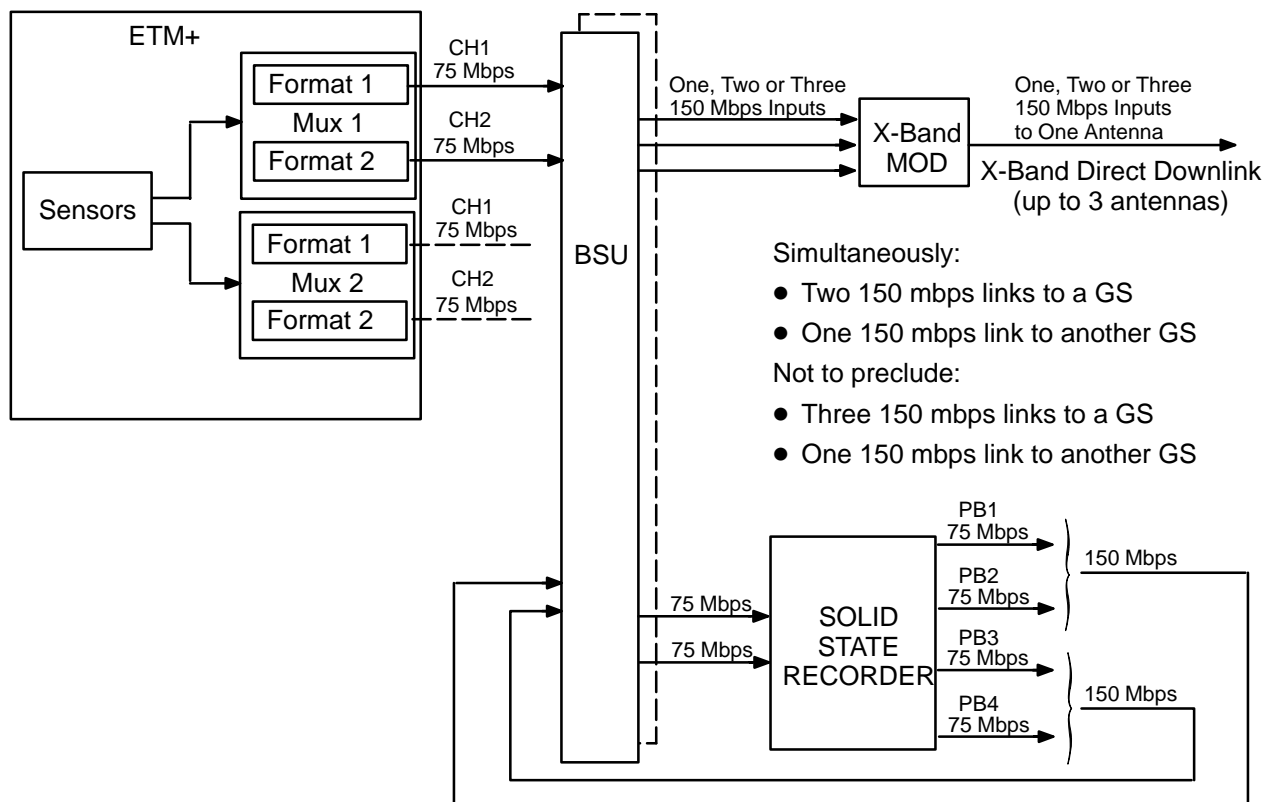 ETM+
Format 1
Mux 1
Format 2
Sensors
Format 1
Mux 2
Format 2
CH1
75 Mbps
CH2
75 Mbps
CH1
75 Mbps
CH2
75 Mbps
BSU
One, Two or Three
150 Mbps Inputs
X-Band
MOD
One, Two or Three
150 Mbps Inputs
to One Antenna
X-Band Direct Downlink
(up to 3 antennas)
Simultaneously:
● Two 150 mbps links to a GS
● One 150 mbps link to another GS
Not to preclude:
● Three 150 mbps links to a GS
● One 150 mbps link to another GS
75 Mbps
75 Mbps
SOLID
STATE
RECORDER
PB1
75 Mbps
PB2
75 Mbps
PB3
75 Mbps
PB4
75 Mbps
150 Mbps
150 Mbps